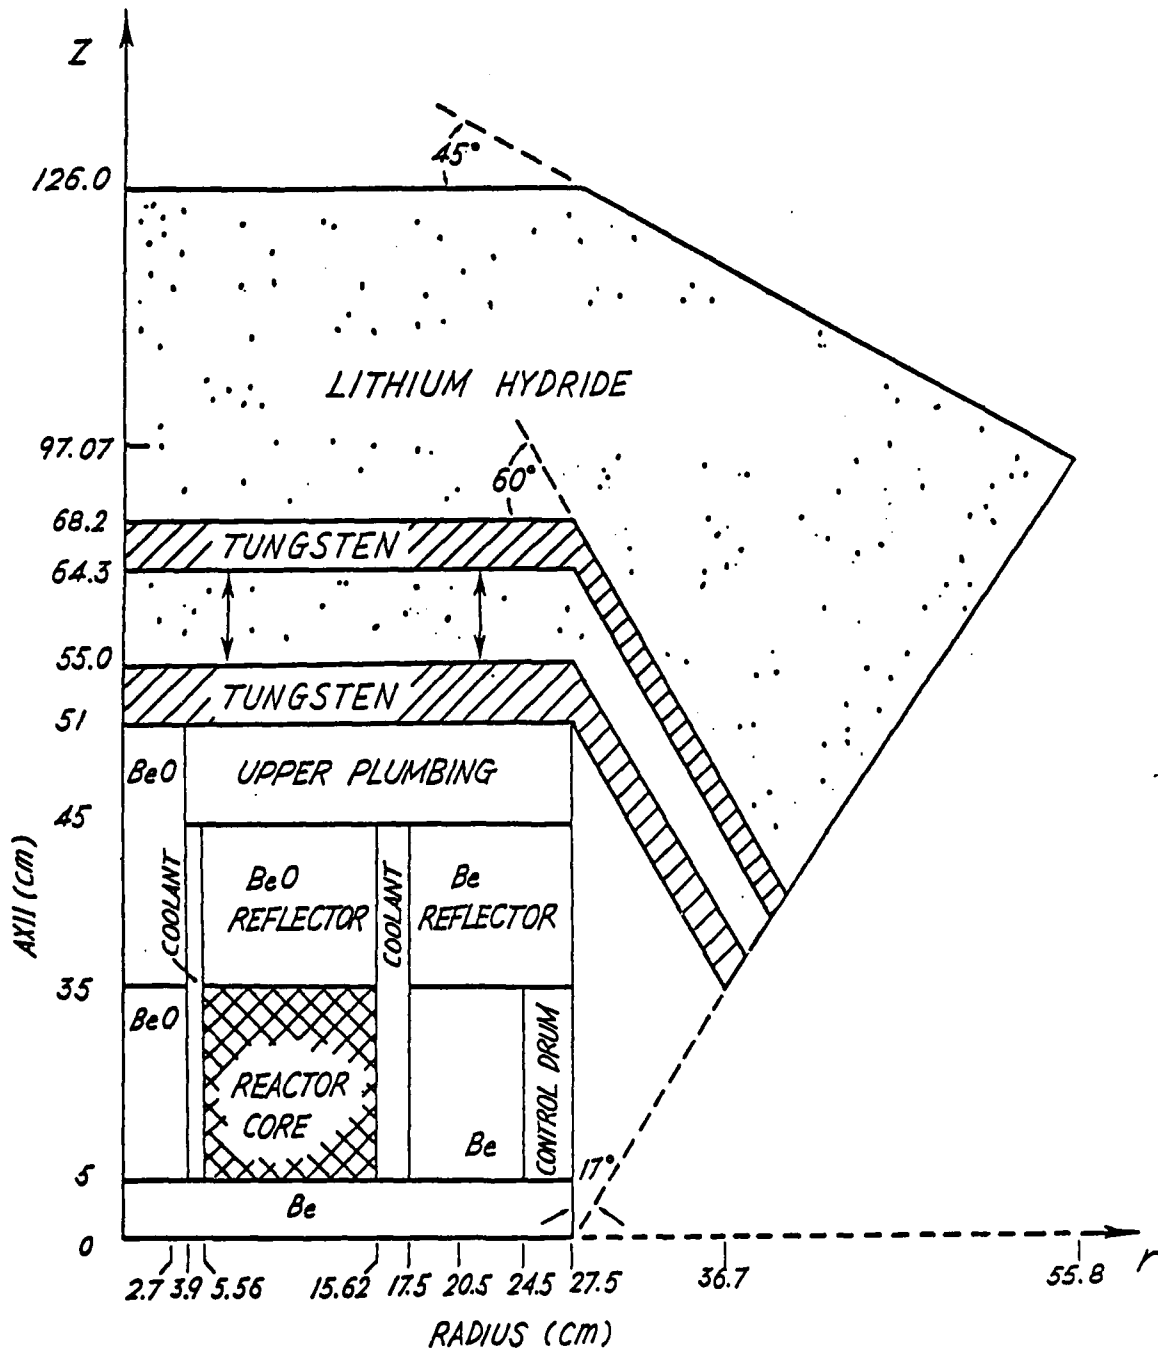 Z
45°
126.0
LITHIUM HYDRIDE
97.07
60°
68.2
TUNGSTEN
64.3
55.0
TUNGSTEN
51
BeO
UPPER PLUMBING
45
COOLANT
BeO
REFLECTOR
COOLANT
Be
REFLECTOR
AXII (cm)
35
BeO
REACTOR
CORE
Be
CONTROL DRUM
17°
5
Be
0
2.7 3.9 5.56 15.62 17.5 20.5 24.5 27.5 36.7 55.8 r
RADIUS (cm)